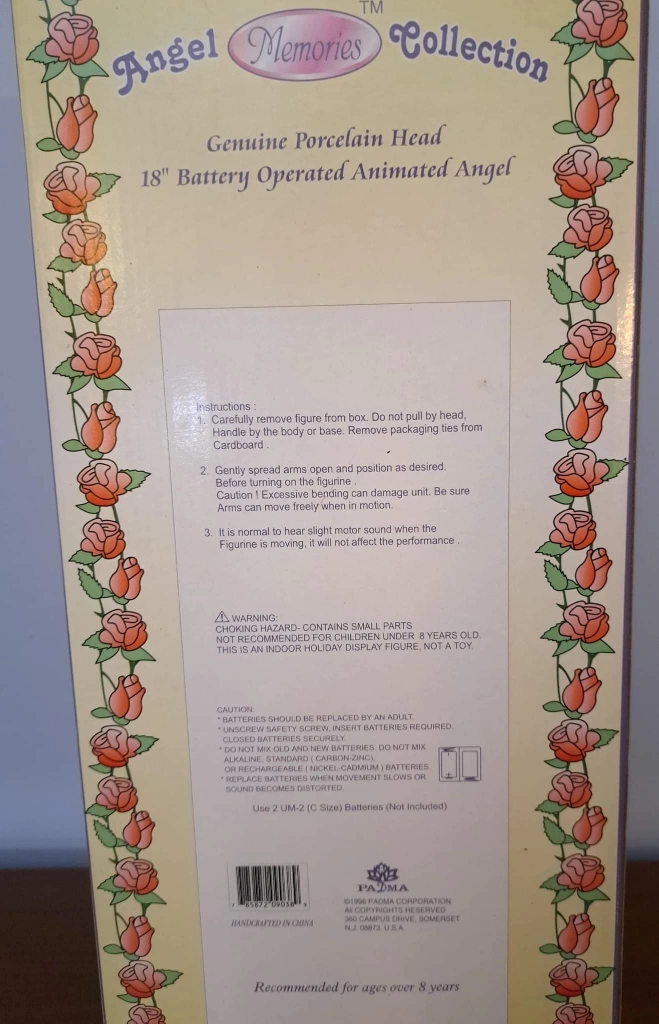 TM
Angel Memories Collection
Genuine Porcelain Head
18" Battery Operated Animated Angel
Instructions :
1. Carefully remove figure from box. Do not pull by head,
Handle by the body or base. Remove packaging ties from
Cardboard .
2. Gently spread arms open and position as desired.
Before turning on the figurine .
Caution ! Excessive bending can damage unit. Be sure
Arms can move freely when in motion.
3. It is normal to hear slight motor sound when the
Figurine is moving, it will not affect the performance .
⚠ WARNING:
CHOKING HAZARD- CONTAINS SMALL PARTS
NOT RECOMMENDED FOR CHILDREN UNDER 8 YEARS OLD.
THIS IS AN INDOOR HOLIDAY DISPLAY FIGURE, NOT A TOY.
CAUTION:
* BATTERIES SHOULD BE REPLACED BY AN ADULT.
* UNSCREW SAFETY SCREW, INSERT BATTERIES REQUIRED.
CLOSED BATTERIES SECURELY.
* DO NOT MIX OLD AND NEW BATTERIES. DO NOT MIX
ALKALINE, STANDARD ( CARBON-ZINC),
OR RECHARGEABLE ( NICKEL-CADMIUM ) BATTERIES.
* REPLACE BATTERIES WHEN MOVEMENT SLOWS OR
SOUND BECOMES DISTORTED.
Use 2 UM-2 (C Size) Batteries (Not Included)
HANDCRAFTED IN CHINA
PADMA
©1996 PADMA CORPORATION
All COPYRIGHTS RESERVED
360 CAMPUS DRIVE, SOMERSET
N.J. 08873, U.S.A.
Recommended for ages over 8 years